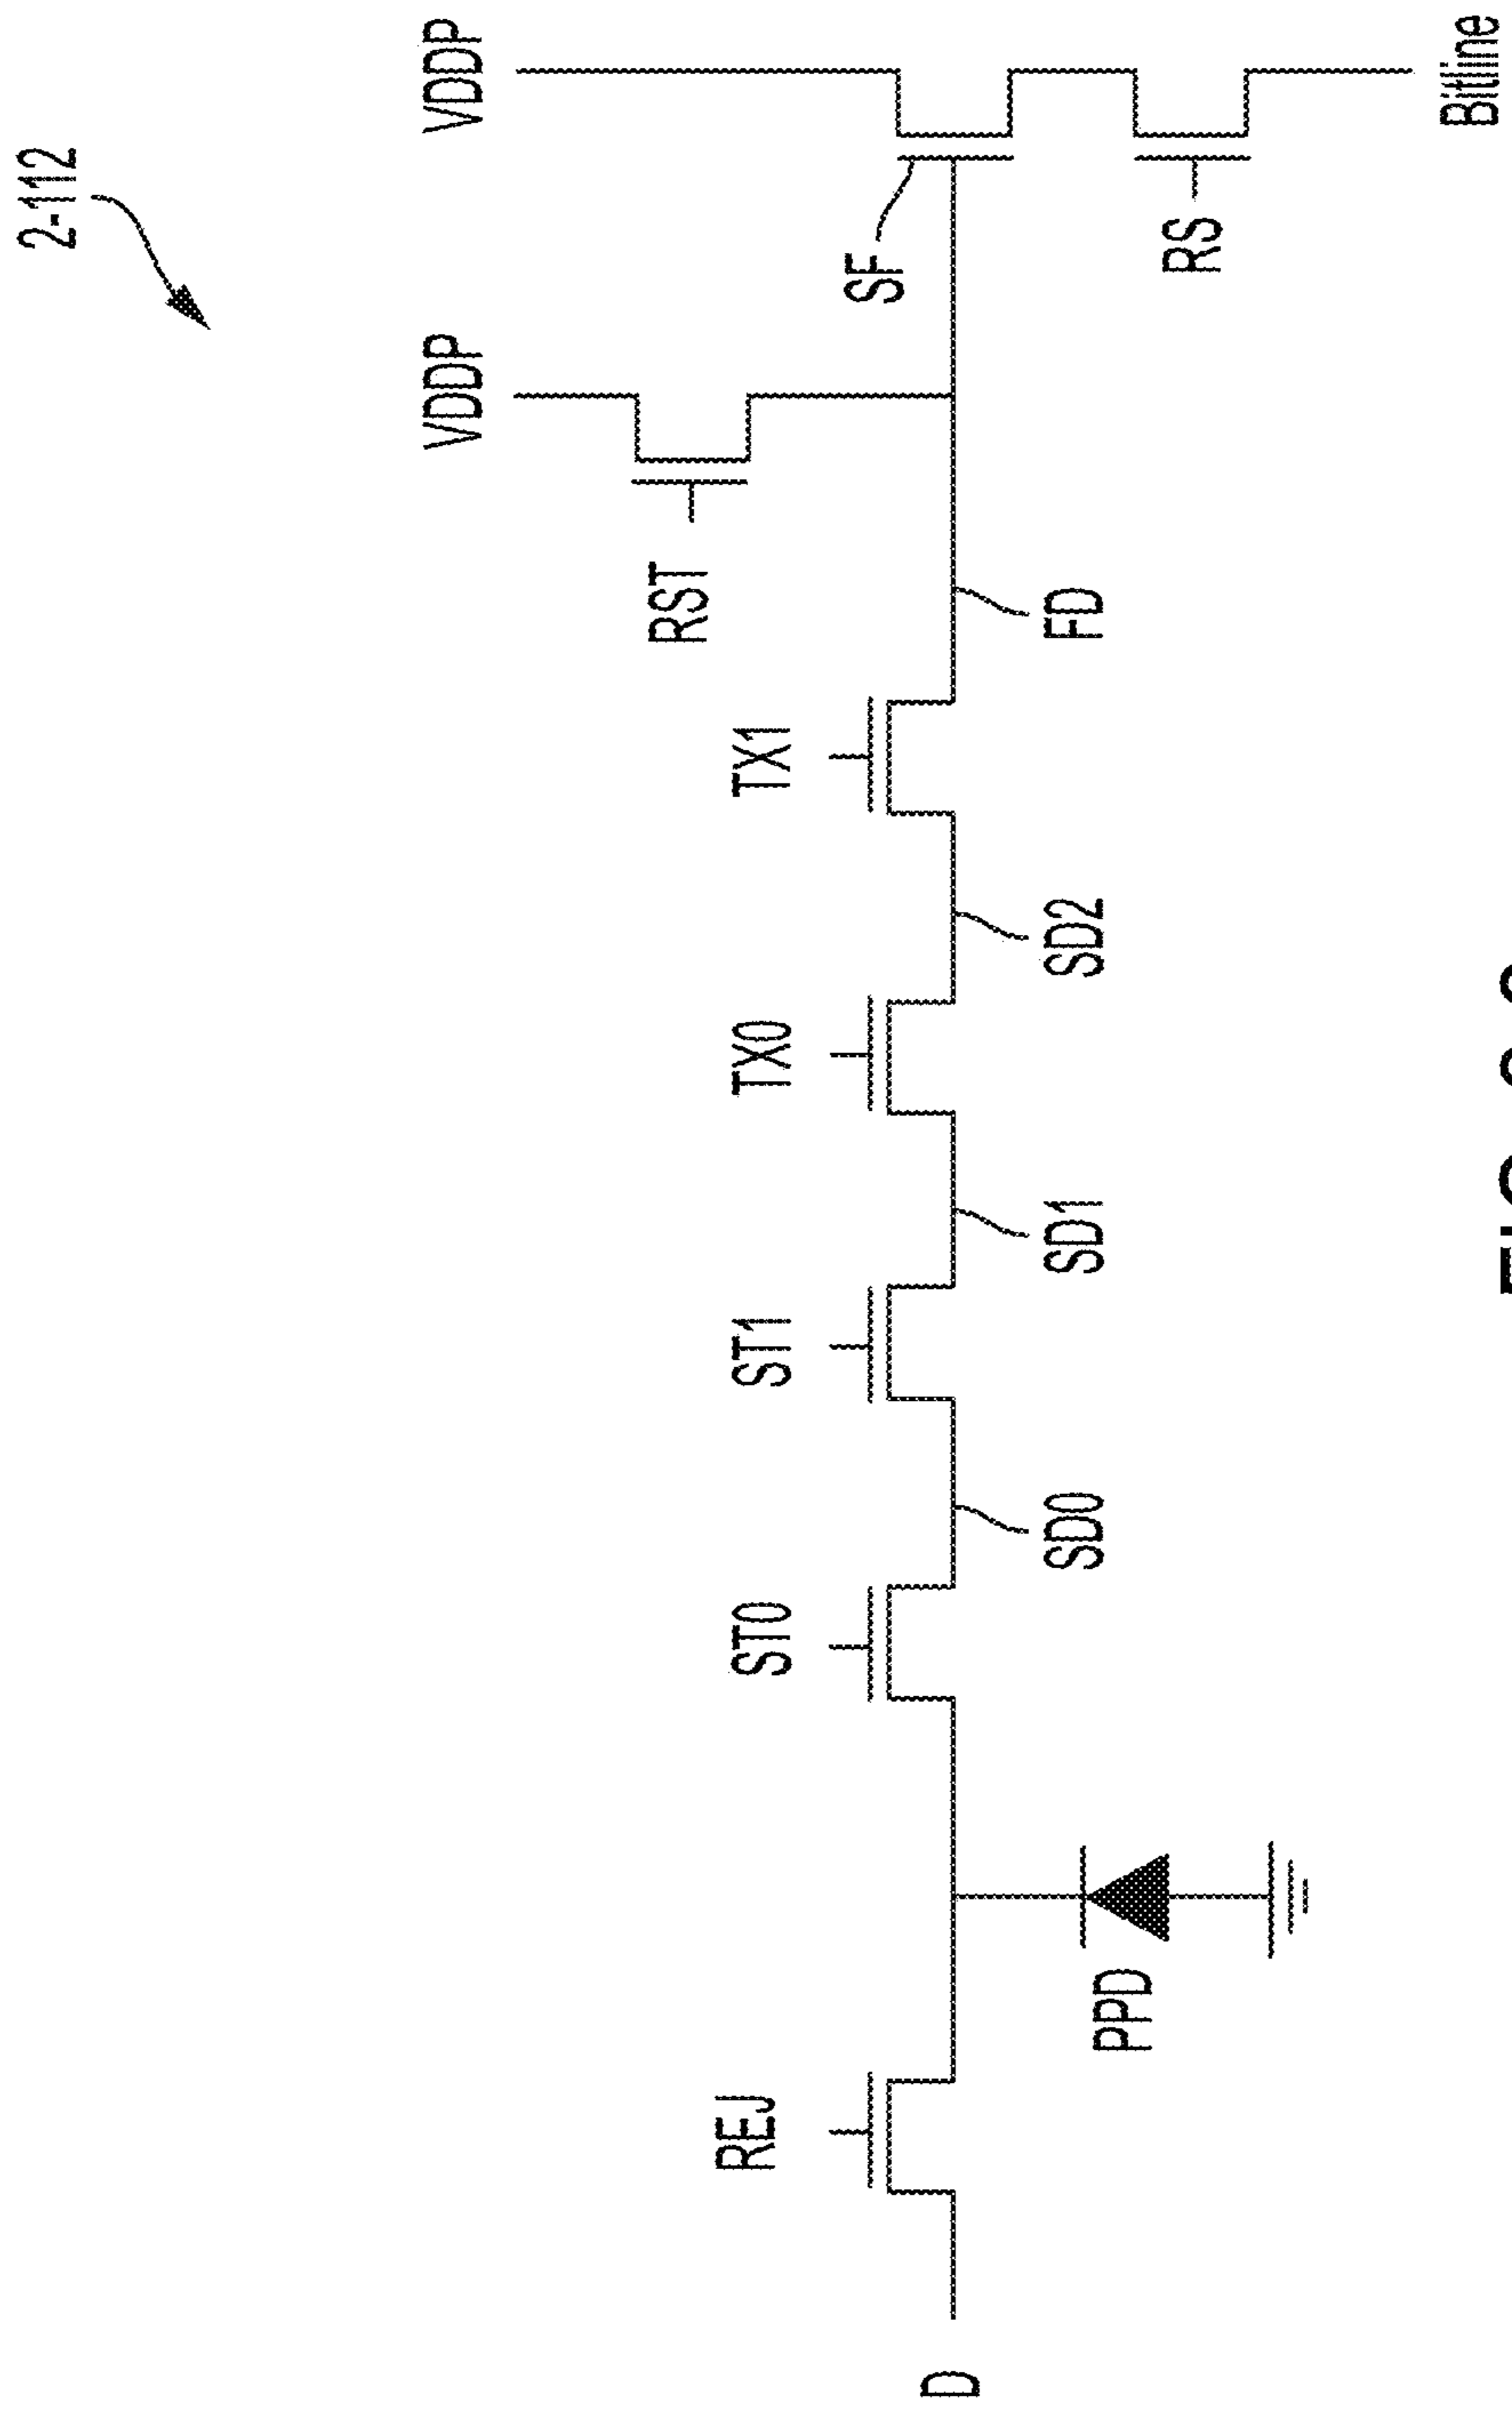 2-112
VDDP
VDDP
RST
REJ
ST0
ST1
TX0
TX1
SF
D
SD0
SD1
SD2
FD
PPD
RS
Bitline